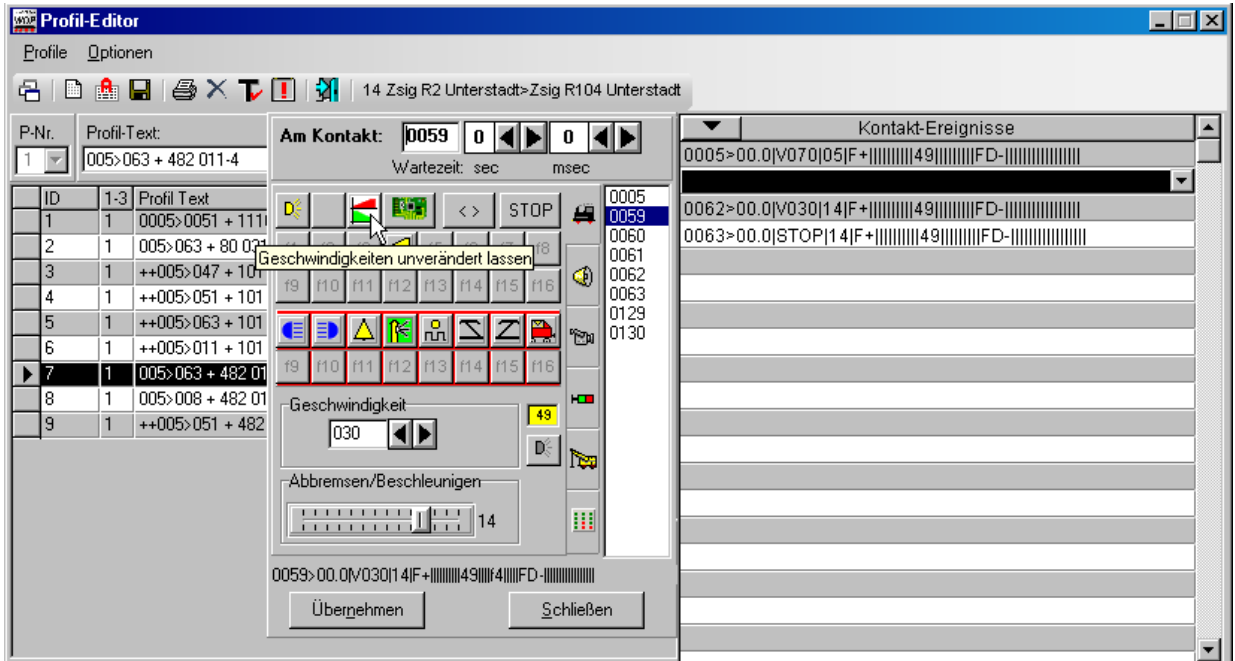 Profil-Editor
Profile Optionen
14 Zsig R2 Unterstadt>Zsig R104 Unterstadt
P-Nr. Profil-Text:
1 005>063 + 482 011-4
ID 1-3 Profil Text
1 1 0005>0051 + 111
2 1 005>063 + 80 031
3 1 ++005>047 + 101
4 1 ++005>051 + 101
5 1 ++005>063 + 101
6 1 ++005>011 + 101
7 1 005>063 + 482 01
8 1 005>008 + 482 01
9 1 ++005>051 + 482
Am Kontakt: 0059 0 0
Wartezeit: sec msec
D < > STOP
f8
Geschwindigkeiten unverändert lassen
f9 f10 f11 f12 f13 f14 f15 f16
f9 f10 f11 f12 f13 f14 f15 f16
Geschwindigkeit
030
49
D
Abbremsen/Beschleunigen
14
0005
0059
0060
0061
0062
0063
0129
0130
0059>00.0|V030|14|F+|||||||||49|||||f4|||||FD-||||||||||||||||
Übernehmen Schließen
Kontakt-Ereignisse
0005>00.0|V070|05|F+|||||||||49|||||||||FD-||||||||||||||||
0062>00.0|V030|14|F+|||||||||49|||||||||FD-||||||||||||||||
0063>00.0|STOP|14|F+|||||||||49|||||||||FD-||||||||||||||||